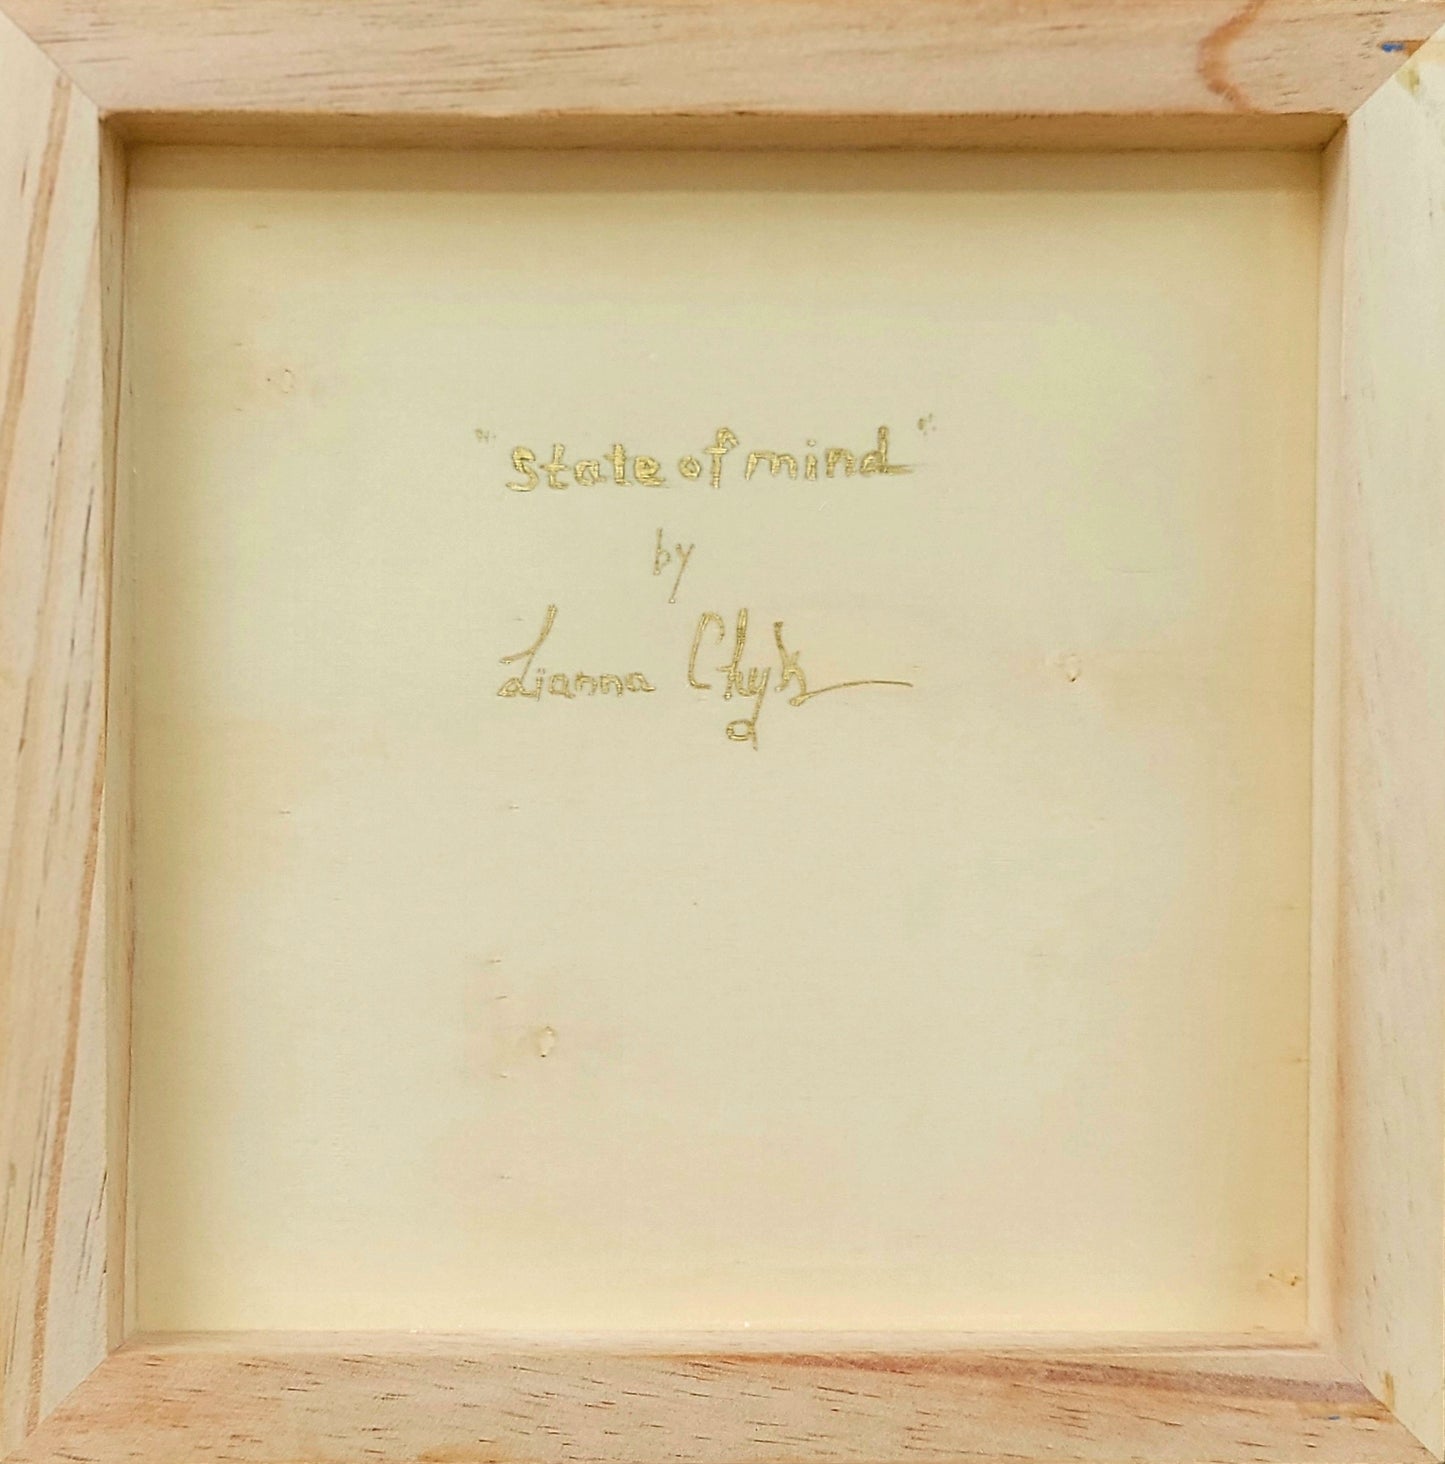 "State of mind"
by
Lianna Chyk